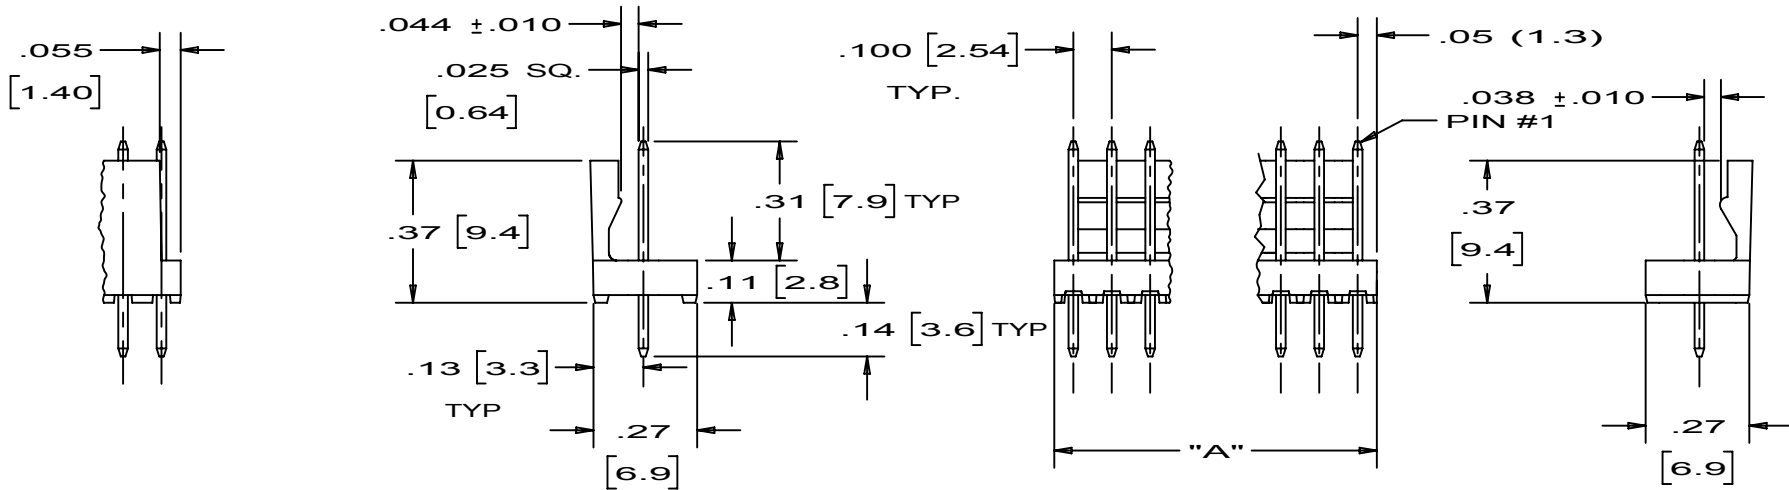 .055
[1.40]
.044 ±.010
.025 SQ.
[0.64]
.37 [9.4]
.31 [7.9] TYP
.11 [2.8]
.14 [3.6] TYP
.13 [3.3]
TYP
.27
[6.9]
.100 [2.54]
TYP.
.05 (1.3)
PIN #1
"A"
.038 ±.010
.37
[9.4]
.27
[6.9]